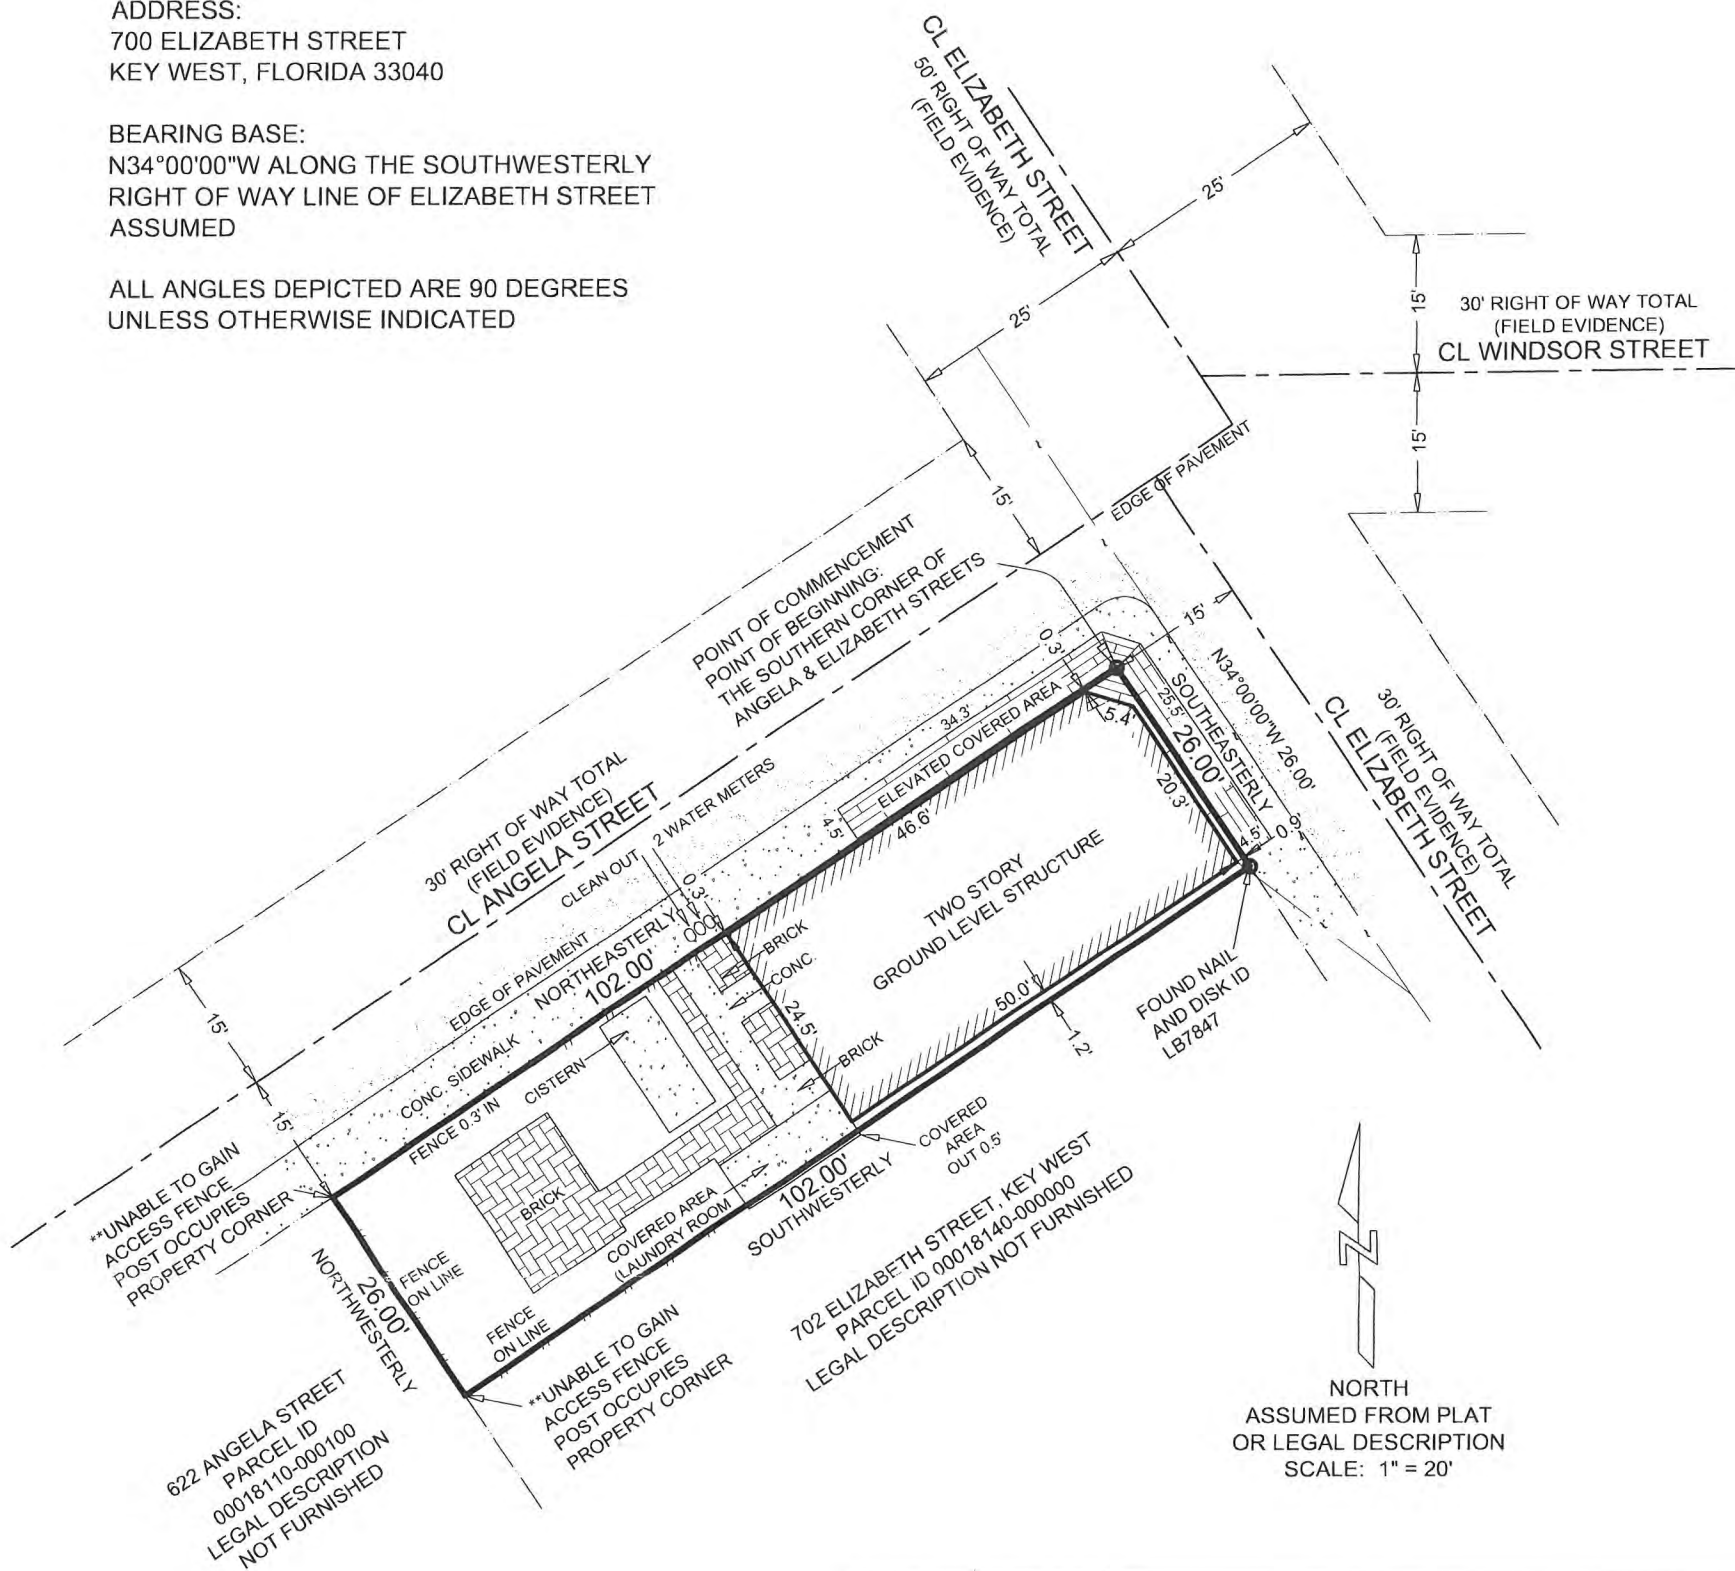 ADDRESS:
700 ELIZABETH STREET
KEY WEST, FLORIDA 33040
BEARING BASE:
N34°00'00"W ALONG THE SOUTHWESTERLY
RIGHT OF WAY LINE OF ELIZABETH STREET
ASSUMED
ALL ANGLES DEPICTED ARE 90 DEGREES
UNLESS OTHERWISE INDICATED
CL ELIZABETH STREET
50' RIGHT OF WAY TOTAL
(FIELD EVIDENCE)
25'
25'
15'
30' RIGHT OF WAY TOTAL
(FIELD EVIDENCE)
CL WINDSOR STREET
15'
EDGE OF PAVEMENT
15'
POINT OF COMMENCEMENT
POINT OF BEGINNING:
THE SOUTHERN CORNER OF
ANGELA & ELIZABETH STREETS
15'
0.3'
N34°00'00"W 26.00'
SOUTHEASTERLY
26.00'
25.5'
5.4'
20.3'
4.5'
30' RIGHT OF WAY TOTAL
(FIELD EVIDENCE)
CL ELIZABETH STREET
34.3'
ELEVATED COVERED AREA
4.5'
46.6'
30' RIGHT OF WAY TOTAL
(FIELD EVIDENCE)
CL ANGELA STREET
2 WATER METERS
CLEAN OUT
0.3'
TWO STORY
GROUND LEVEL STRUCTURE
BRICK
CONC.
24.5'
BRICK
50.0'
1.2'
FOUND NAIL
AND DISK ID
LB7847
EDGE OF PAVEMENT
NORTHEASTERLY
102.00'
15'
15'
CONC. SIDEWALK
FENCE 0.3' IN
CISTERN
BRICK
COVERED AREA
(LAUNDRY ROOM
COVERED
AREA
OUT 0.5'
102.00'
SOUTHWESTERLY
**UNABLE TO GAIN
ACCESS FENCE
POST OCCUPIES
PROPERTY CORNER
FENCE
ON LINE
26.00'
NORTHWESTERLY
FENCE
ON LINE
**UNABLE TO GAIN
ACCESS FENCE
POST OCCUPIES
PROPERTY CORNER
702 ELIZABETH STREET, KEY WEST
PARCEL ID 00018140-000000
LEGAL DESCRIPTION NOT FURNISHED
622 ANGELA STREET
PARCEL ID
00018110-000100
LEGAL DESCRIPTION
NOT FURNISHED
N
NORTH
ASSUMED FROM PLAT
OR LEGAL DESCRIPTION
SCALE: 1" = 20'